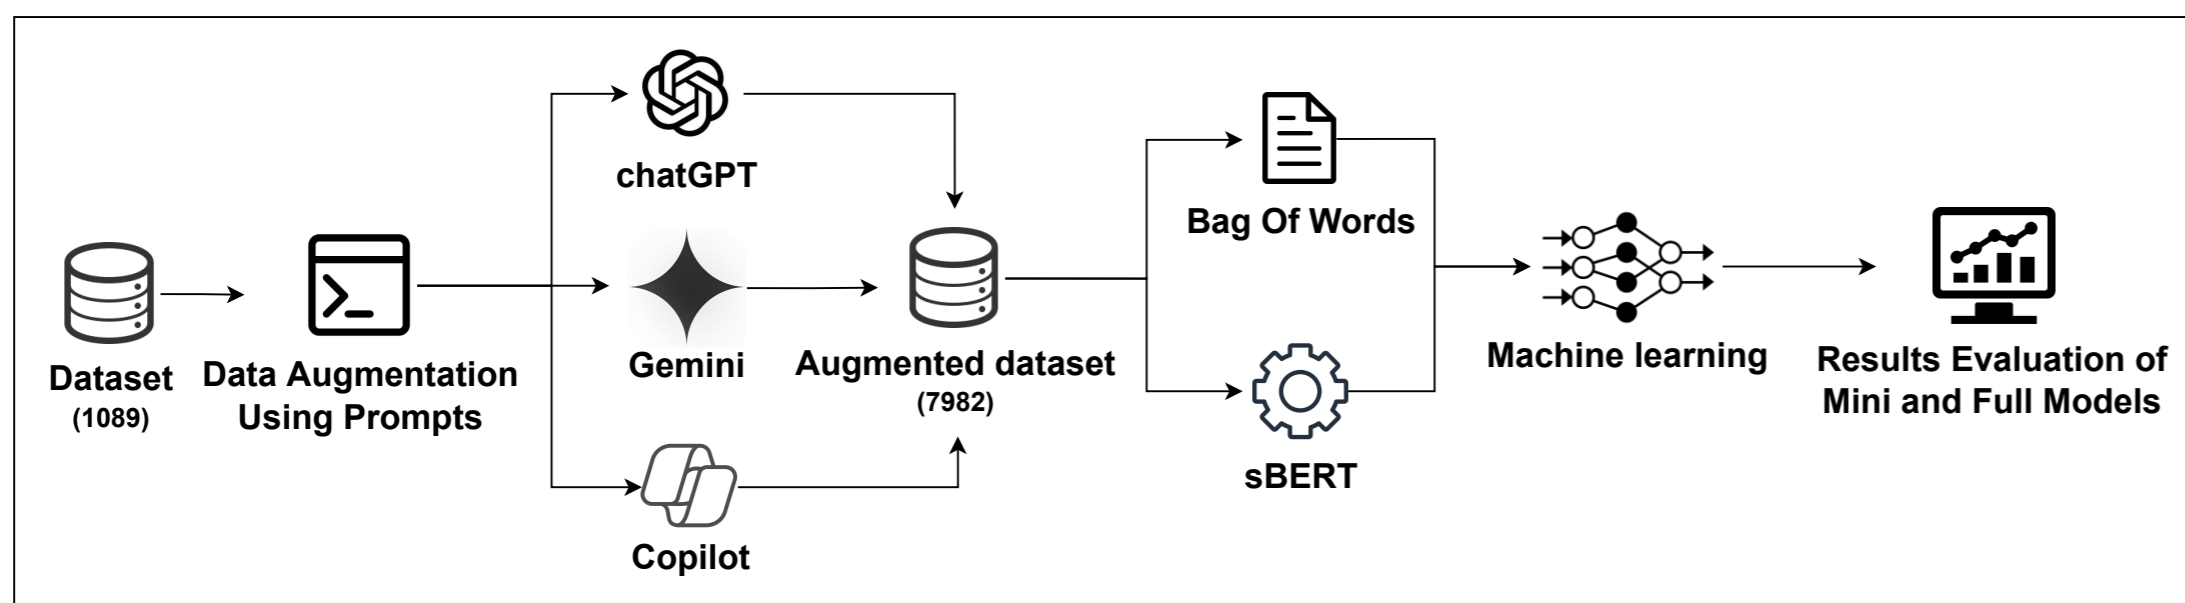 Dataset
(1089)
Data Augmentation
Using Prompts
chatGPT
Gemini
Copilot
Augmented dataset
(7982)
Bag Of Words
sBERT
Machine learning
Results Evaluation of
Mini and Full Models